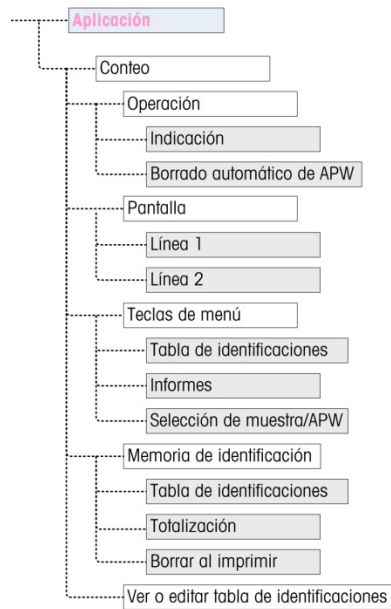 Aplicación
Conteo
Operación
Indicación
Borrado automático de APW
Pantalla
Línea 1
Línea 2
Teclas de menú
Tabla de identificaciones
Informes
Selección de muestra/APW
Memoria de identificación
Tabla de identificaciones
Totalización
Borrar al imprimir
Ver o editar tabla de identificaciones